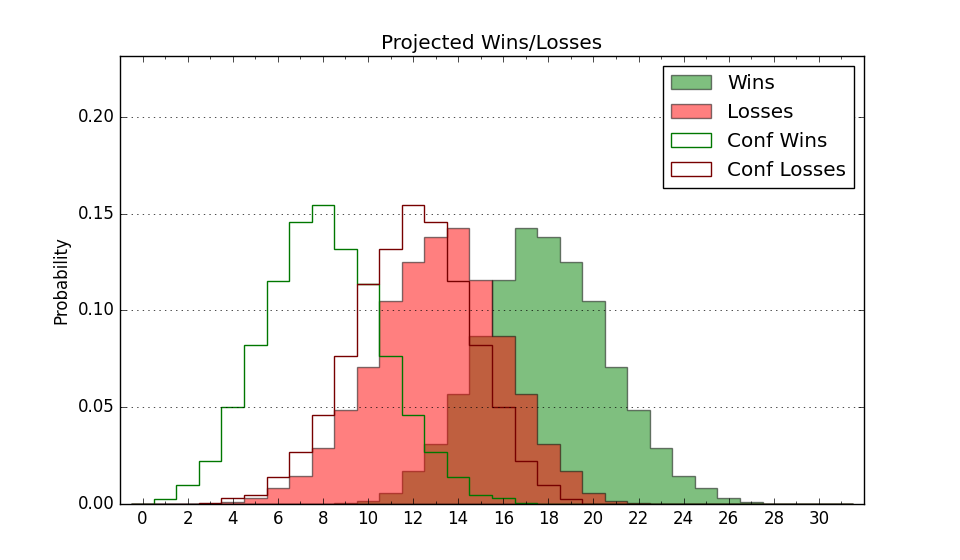 Projected Wins/Losses
Wins
Losses
Conf Wins
Conf Losses
Probability
0.20
0.15
0.10
0.05
0.00
0 2 4 6 8 10 12 14 16 18 20 22 24 26 28 30